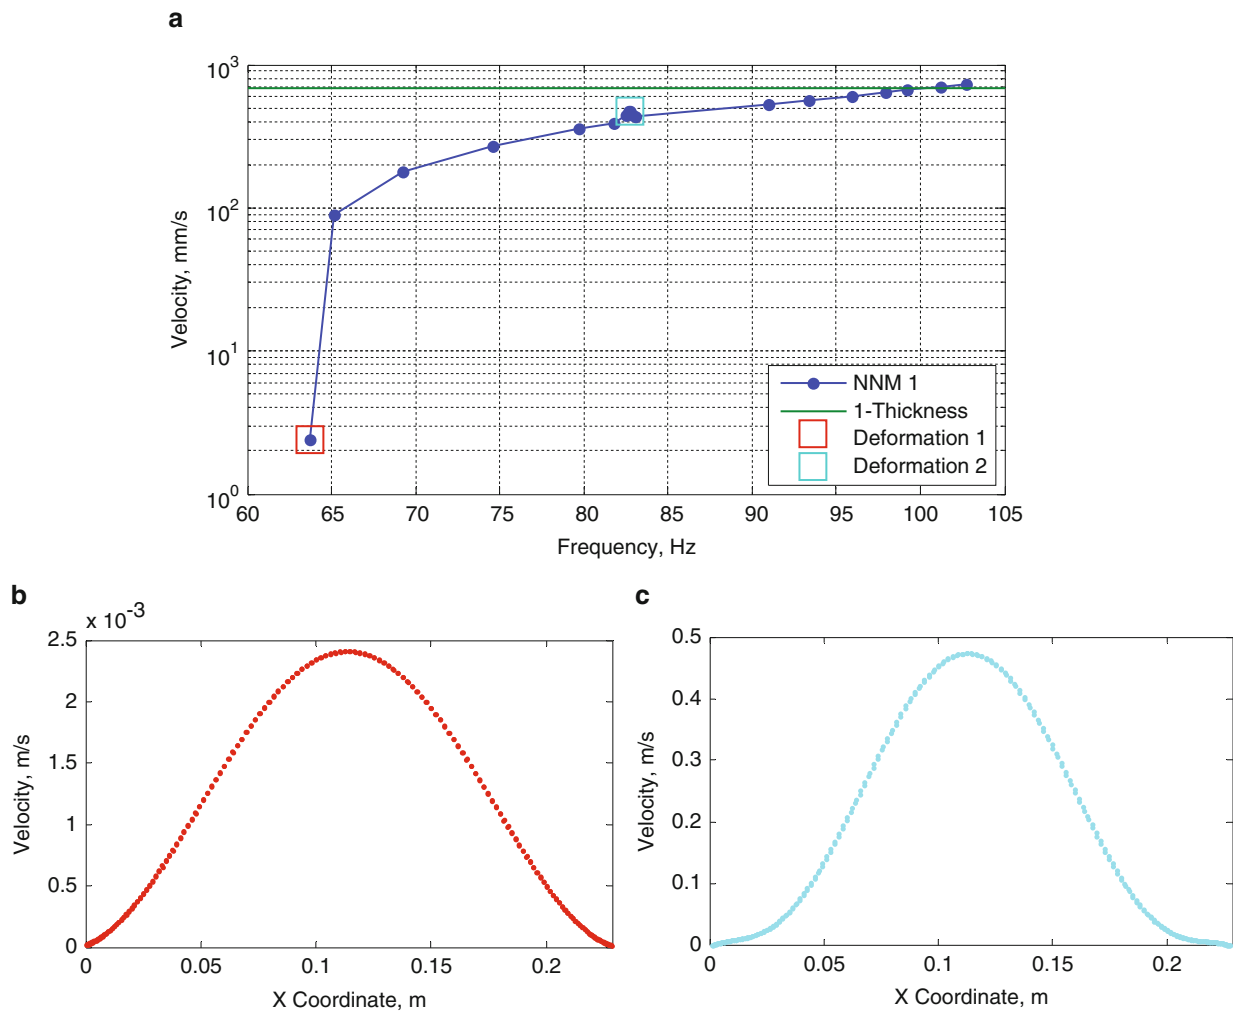 a
10^3
10^2
10^1
10^0
Velocity, mm/s
60 65 70 75 80 85 90 95 100 105
Frequency, Hz
NNM 1
1-Thickness
Deformation 1
Deformation 2
b
x 10^-3
2.5
2
1.5
1
0.5
0
Velocity, m/s
0 0.05 0.1 0.15 0.2
X Coordinate, m
c
0.5
0.4
0.3
0.2
0.1
0
Velocity, m/s
0 0.05 0.1 0.15 0.2
X Coordinate, m